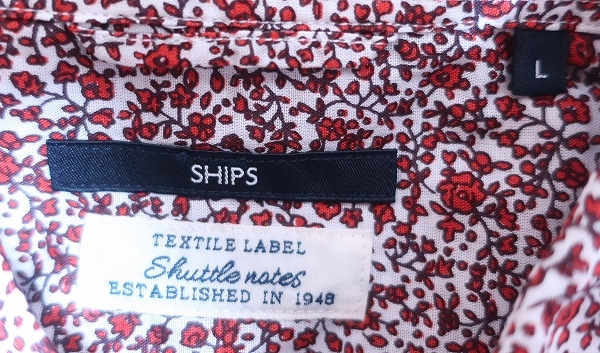 L
SHIPS
TEXTILE LABEL
Shuttle notes
ESTABLISHED IN 1948